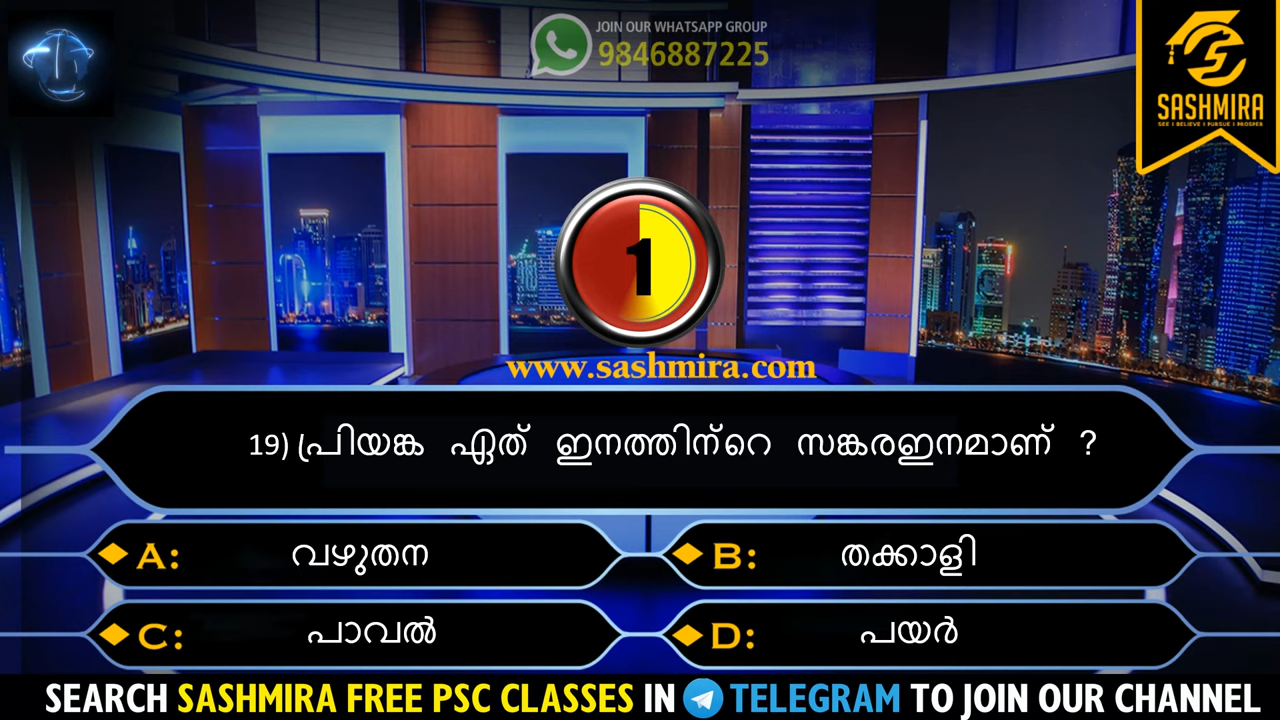 JOIN OUR WHATSAPP GROUP
9846887225
SASHMIRA
SEE I BELIEVE I PURSUE I PROSPER
1
www.sashmira.com
19) പ്രിയങ്ക ഏത് ഇനത്തിന്റെ സങ്കരഇനമാണ് ?
A: വഴുതന
B: തക്കാളി
C: പാവൽ
D: പയർ
SEARCH SASHMIRA FREE PSC CLASSES IN TELEGRAM TO JOIN OUR CHANNEL